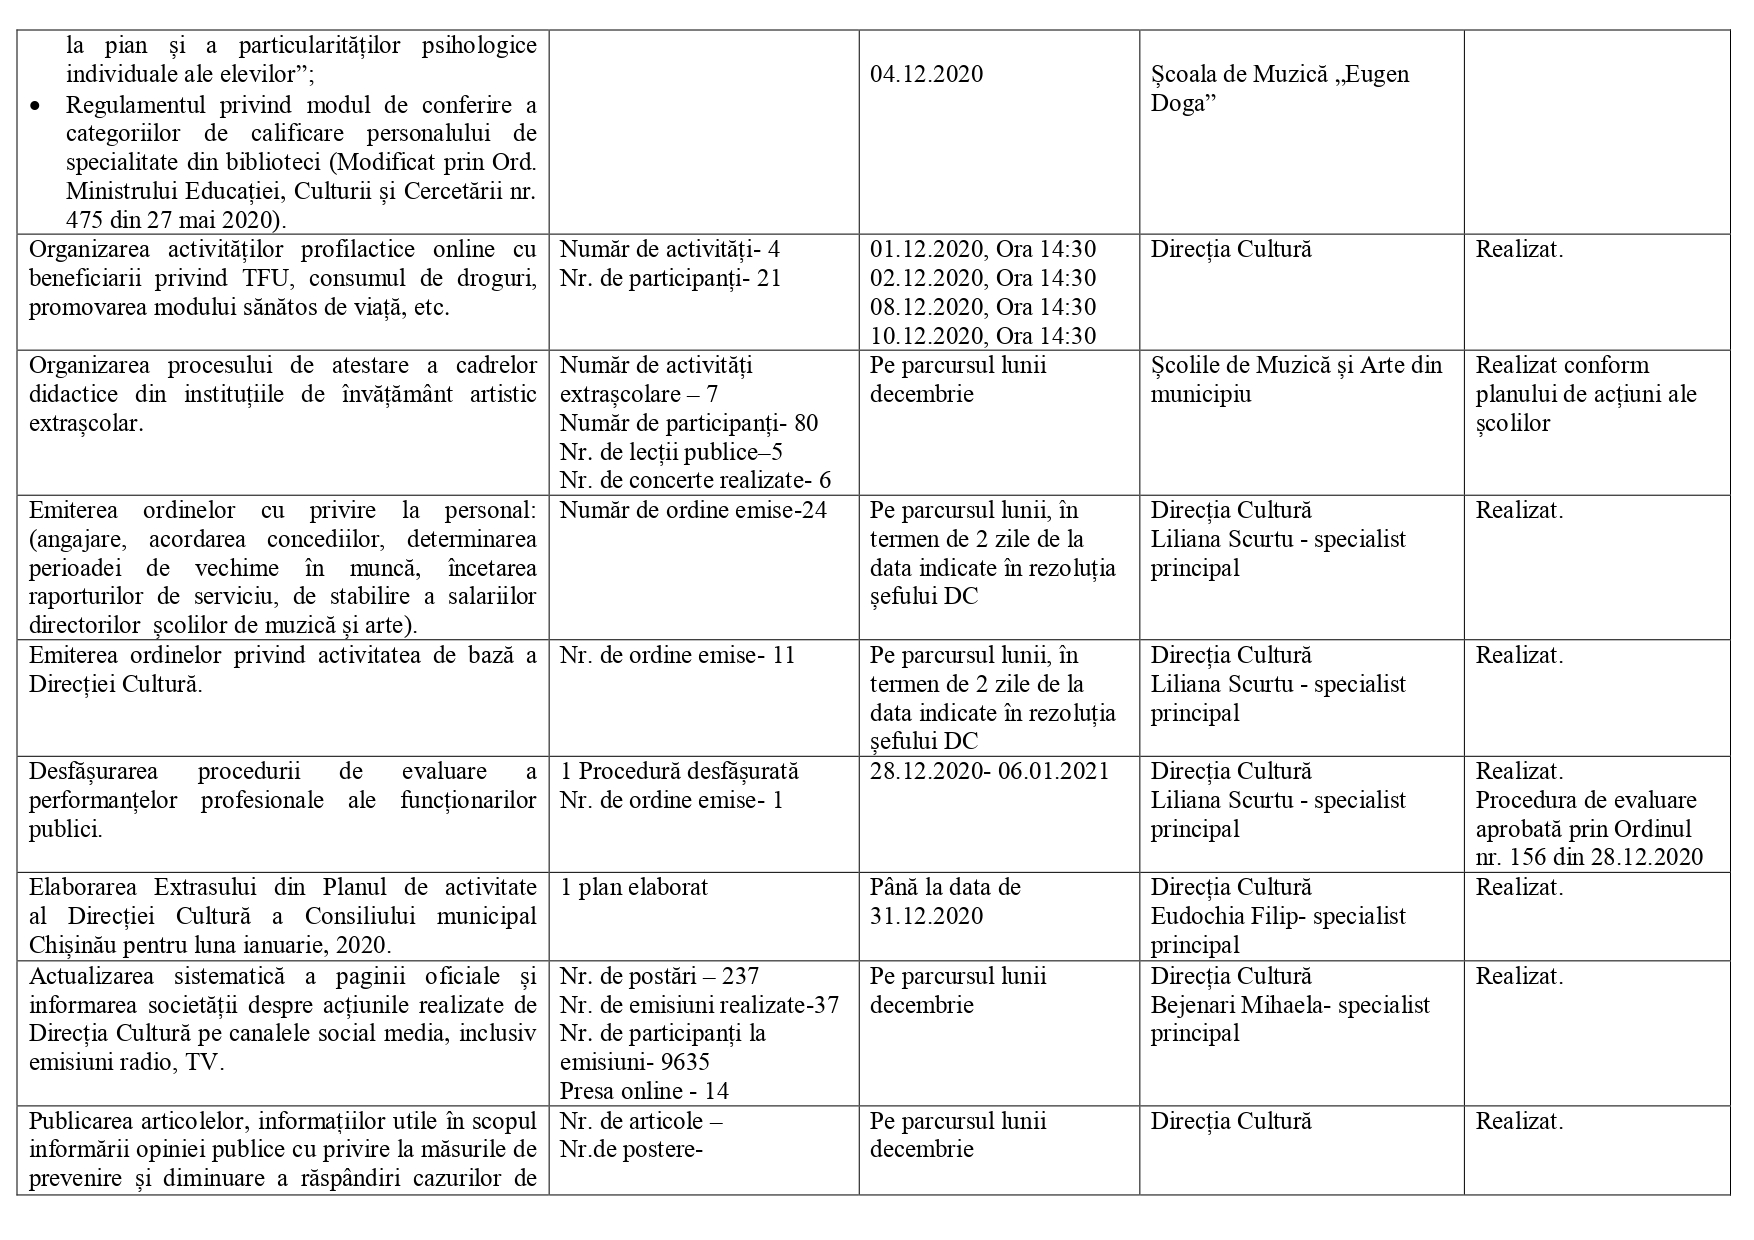 la pian și a particularităților psihologice
individuale ale elevilor”;
• Regulamentul privind modul de conferire a
categoriilor de calificare personalului de
specialitate din biblioteci (Modificat prin Ord.
Ministrului Educației, Culturii și Cercetării nr.
475 din 27 mai 2020).
04.12.2020
Școala de Muzică „Eugen
Doga”
Organizarea activităților profilactice online cu
beneficiarii privind TFU, consumul de droguri,
promovarea modului sănătos de viață, etc.
Număr de activități- 4
Nr. de participanți- 21
01.12.2020, Ora 14:30
02.12.2020, Ora 14:30
08.12.2020, Ora 14:30
10.12.2020, Ora 14:30
Direcția Cultură
Realizat.
Organizarea procesului de atestare a cadrelor
didactice din instituțiile de învățământ artistic
extrașcolar.
Număr de activități
extrașcolare – 7
Număr de participanți- 80
Nr. de lecții publice–5
Nr. de concerte realizate- 6
Pe parcursul lunii
decembrie
Școlile de Muzică și Arte din
municipiu
Realizat conform
planului de acțiuni ale
școlilor
Emiterea ordinelor cu privire la personal:
(angajare, acordarea concediilor, determinarea
perioadei de vechime în muncă, încetarea
raporturilor de serviciu, de stabilire a salariilor
directorilor școlilor de muzică și arte).
Număr de ordine emise-24
Pe parcursul lunii, în
termen de 2 zile de la
data indicate în rezoluția
șefului DC
Direcția Cultură
Liliana Scurtu - specialist
principal
Realizat.
Emiterea ordinelor privind activitatea de bază a
Direcției Cultură.
Nr. de ordine emise- 11
Pe parcursul lunii, în
termen de 2 zile de la
data indicate în rezoluția
șefului DC
Direcția Cultură
Liliana Scurtu - specialist
principal
Realizat.
Desfășurarea procedurii de evaluare a
performanțelor profesionale ale funcționarilor
publici.
1 Procedură desfășurată
Nr. de ordine emise- 1
28.12.2020- 06.01.2021
Direcția Cultură
Liliana Scurtu - specialist
principal
Realizat.
Procedura de evaluare
aprobată prin Ordinul
nr. 156 din 28.12.2020
Elaborarea Extrasului din Planul de activitate
al Direcției Cultură a Consiliului municipal
Chișinău pentru luna ianuarie, 2020.
1 plan elaborat
Până la data de
31.12.2020
Direcția Cultură
Eudochia Filip- specialist
principal
Realizat.
Actualizarea sistematică a paginii oficiale și
informarea societății despre acțiunile realizate de
Direcția Cultură pe canalele social media, inclusiv
emisiuni radio, TV.
Nr. de postări – 237
Nr. de emisiuni realizate-37
Nr. de participanți la
emisiuni- 9635
Presa online - 14
Pe parcursul lunii
decembrie
Direcția Cultură
Bejenari Mihaela- specialist
principal
Realizat.
Publicarea articolelor, informațiilor utile în scopul
informării opiniei publice cu privire la măsurile de
prevenire și diminuare a răspândiri cazurilor de
Nr. de articole –
Nr.de postere-
Pe parcursul lunii
decembrie
Direcția Cultură
Realizat.